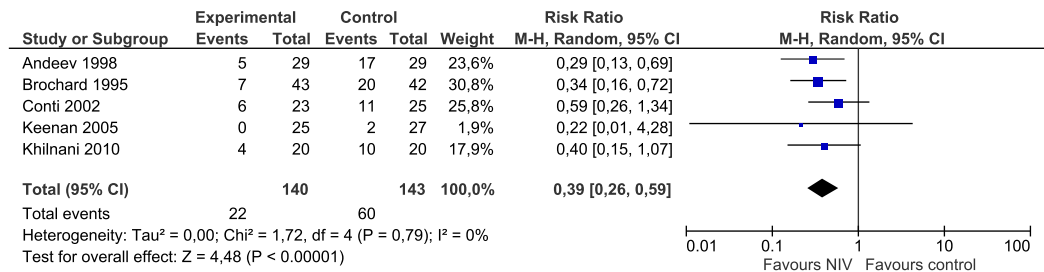 Experimental Control Risk Ratio Risk Ratio
Study or Subgroup Events Total Events Total Weight M-H, Random, 95% CI M-H, Random, 95% CI
Andeev 1998 5 29 17 29 23,6% 0,29 [0,13, 0,69]
Brochard 1995 7 43 20 42 30,8% 0,34 [0,16, 0,72]
Conti 2002 6 23 11 25 25,8% 0,59 [0,26, 1,34]
Keenan 2005 0 25 2 27 1,9% 0,22 [0,01, 4,28]
Khilnani 2010 4 20 10 20 17,9% 0,40 [0,15, 1,07]
Total (95% CI) 140 143 100,0% 0,39 [0,26, 0,59]
Total events 22 60
Heterogeneity: Tau² = 0,00; Chi² = 1,72, df = 4 (P = 0,79); I² = 0%
Test for overall effect: Z = 4,48 (P < 0.00001)
0.01 0.1 1 10 100
Favours NIV Favours control